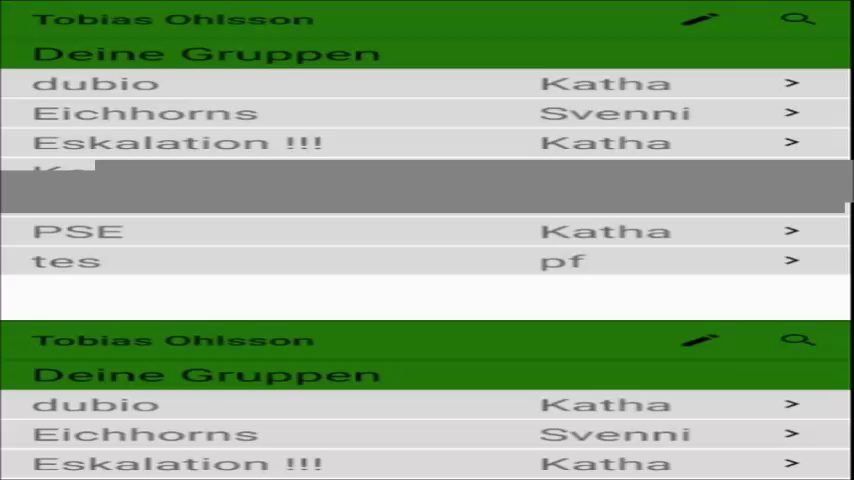 Tobias Ohlsson
Deine Gruppen
dubio Katha >
Eichhorns Svenni >
Eskalation !!! Katha >
PSE Katha >
tes pf >
Tobias Ohlsson
Deine Gruppen
dubio Katha >
Eichhorns Svenni >
Eskalation !!! Katha >